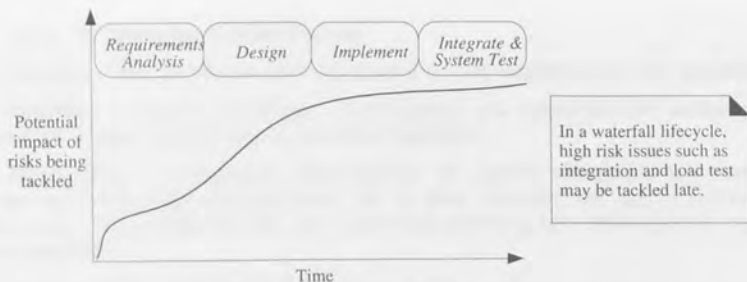 Requirements
Analysis
Design
Implement
Integrate &
System Test
Potential
impact of
risks being
tackled
In a waterfall lifecycle,
high risk issues such as
integration and load test
may be tackled late.
Time